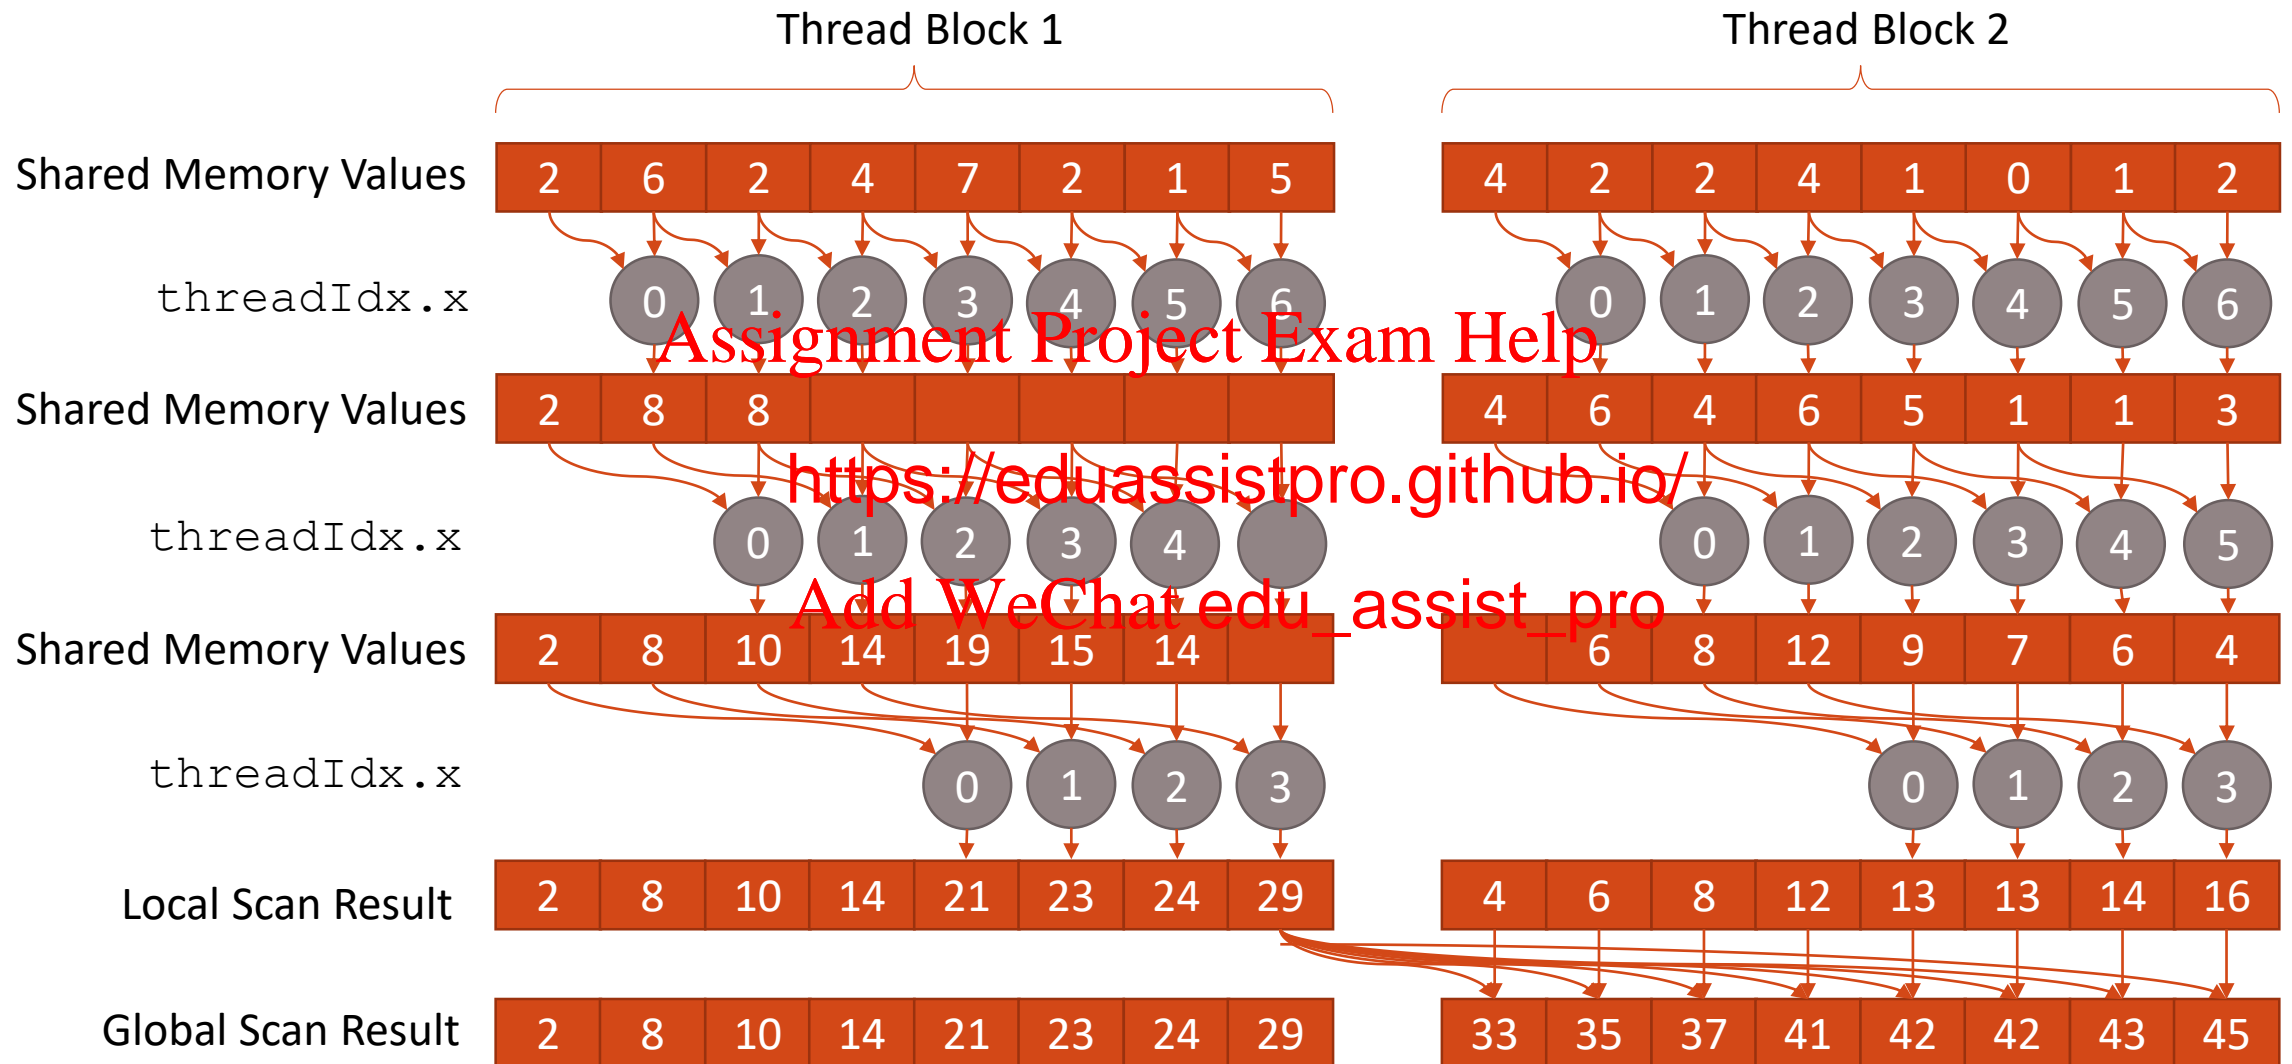 Thread Block 1 Thread Block 2
Shared Memory Values 2 6 2 4 7 2 1 5 4 2 2 4 1 0 1 2
threadIdx.x 0 1 2 3 4 5 6 0 1 2 3 4 5 6
Assignment Project Exam Help
Shared Memory Values 2 8 8 4 6 4 6 5 1 1 3
https://eduassistpro.github.io/
threadIdx.x 0 1 2 3 4 0 1 2 3 4 5
Add WeChat edu_assist_pro
Shared Memory Values 2 8 10 14 19 15 14 6 8 12 9 7 6 4
threadIdx.x 0 1 2 3 0 1 2 3
Local Scan Result 2 8 10 14 21 23 24 29 4 6 8 12 13 13 14 16
Global Scan Result 2 8 10 14 21 23 24 29 33 35 37 41 42 42 43 45